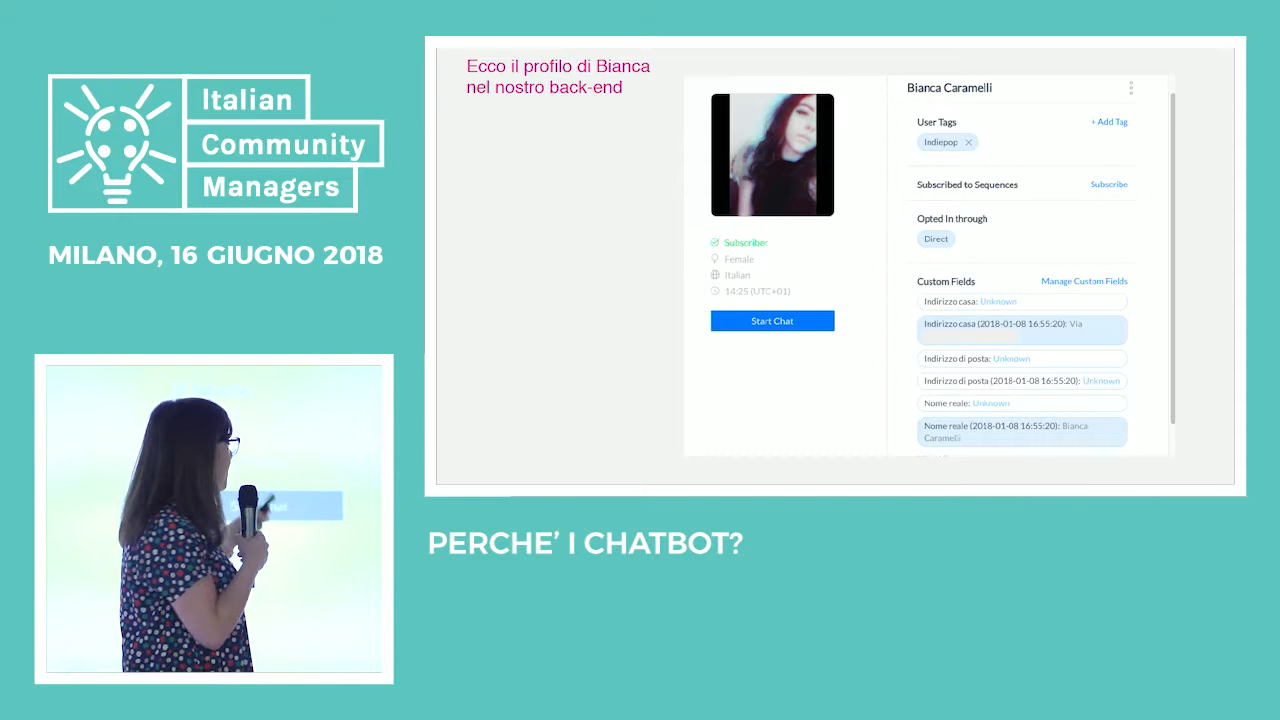 Italian
Community
Managers
MILANO, 16 GIUGNO 2018
Ecco il profilo di Bianca
nel nostro back-end
Subscriber
Female
Italian
14:25 (UTC+01)
Start Chat
Bianca Caramelli
User Tags
+ Add Tag
Indiepop
Subscribed to Sequences
Subscribe
Opted In through
Direct
Custom Fields
Manage Custom Fields
Indirizzo casa: Unknown
Indirizzo casa (2018-01-08 16:55:20): Via
Indirizzo di posta: Unknown
Indirizzo di posta (2018-01-08 16:55:20): Unknown
Nome reale: Unknown
Nome reale (2018-01-08 16:55:20): Bianca
Caramelli
PERCHE' I CHATBOT?